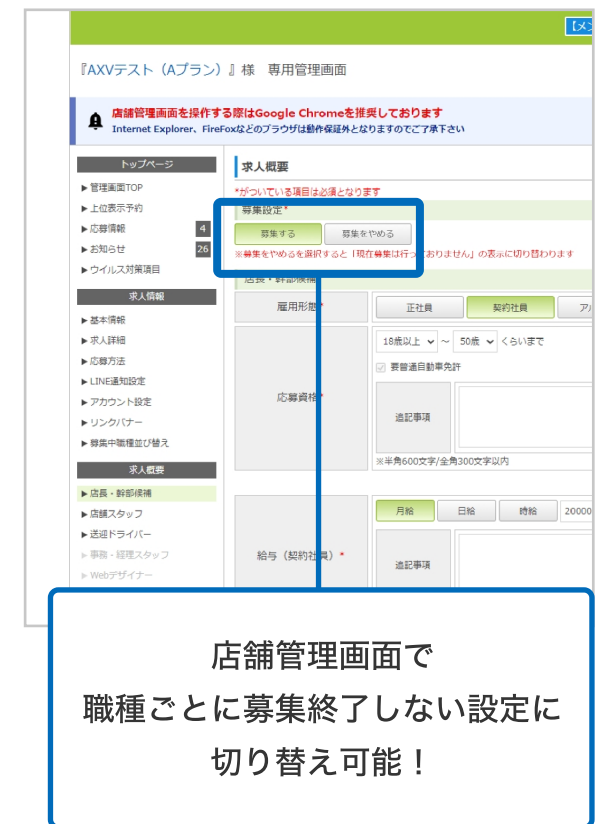 【メン
『AXVテスト（Aプラン）』様　専用管理画面
店舗管理画面を操作する際はGoogle Chromeを推奨しております
Internet Explorer、FireFoxなどのブラウザは動作保証外となりますのでご了承下さい
トップページ
▶管理画面TOP
▶上位表示予約
▶応募情報 4
▶お知らせ 26
▶ウイルス対策項目
求人情報
▶基本情報
▶求人詳細
▶応募方法
▶LINE通知設定
▶アカウント設定
▶リンクバナー
▶募集中職種並び替え
求人概要
▶店長・幹部候補
▶店舗スタッフ
▶送迎ドライバー
▶事務・経理スタッフ
▶Webデザイナー
求人概要
*がついている項目は必須となります
募集設定*
募集する 募集をやめる
※募集をやめるを選択すると「現在募集は行っておりません」の表示に切り替わります
店長・幹部候補
雇用形態* 正社員 契約社員 アル
応募資格*
18歳以上 ～ 50歳 くらいまで
要普通自動車免許
追記事項
※半角600文字/全角300文字以内
給与（契約社員）*
月給 日給 時給 20000
追記事項
店舗管理画面で
職種ごとに募集終了しない設定に
切り替え可能！